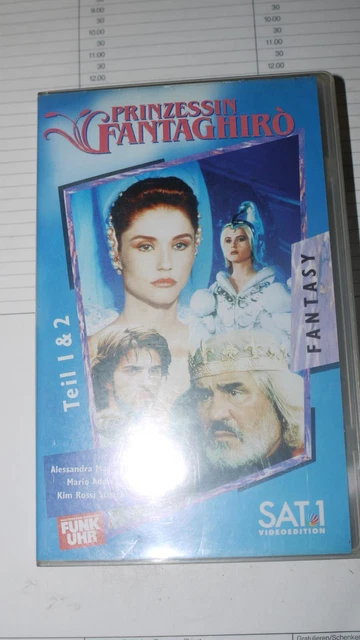 9.00
30
30
10.00
30
10.00
30
11.00
30
11.00
30
12.00
12.00
PRINZESSIN
FANTAGHIRÒ
FANTASY
Teil 1 & 2
Alessandra
Mario
Kim Rossi
FUNK
UHR
SAT.1
VIDEOEDITION